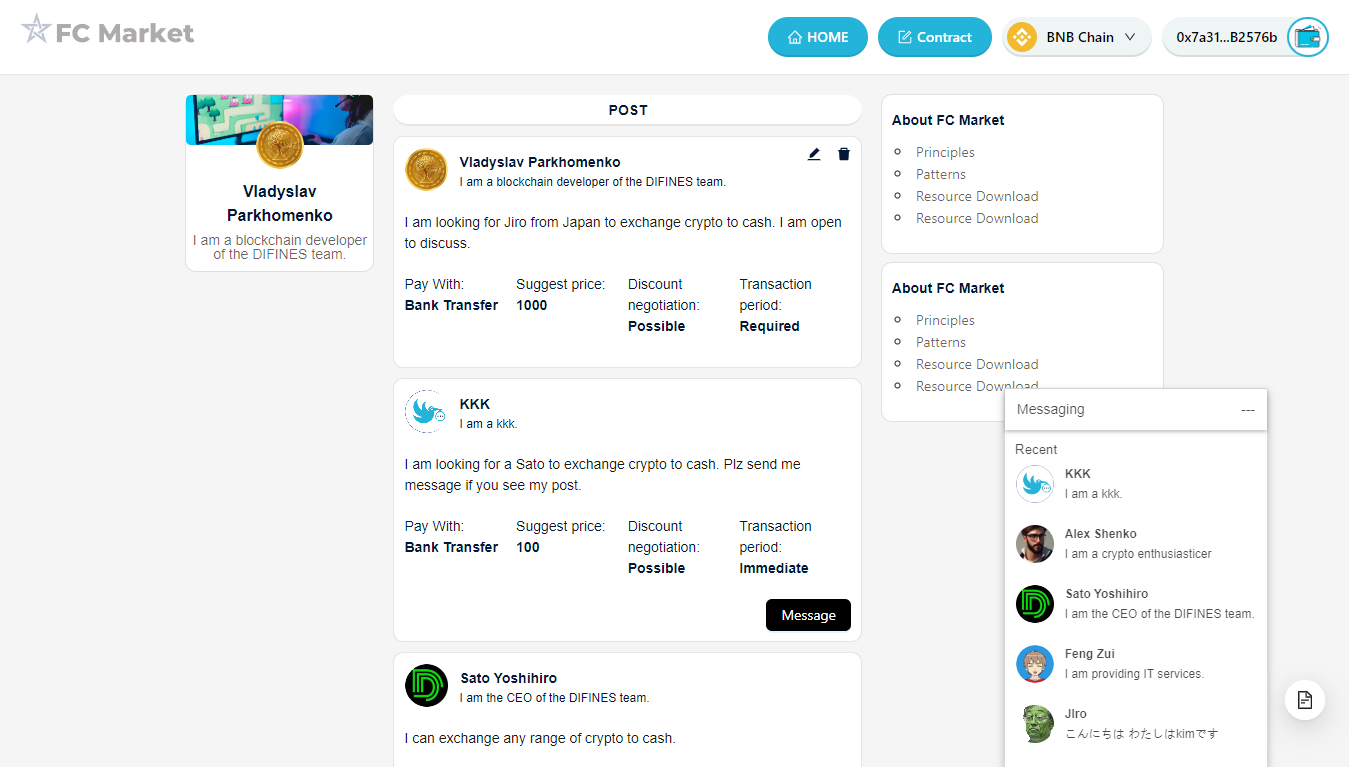 FC Market
HOME
Contract
BNB Chain
0x7a31...B2576b
Vladyslav
Parkhomenko
I am a blockchain developer
of the DIFINES team.
POST
Vladyslav Parkhomenko
I am a blockchain developer of the DIFINES team.
I am looking for Jiro from Japan to exchange crypto to cash. I am open
to discuss.
Pay With:
Bank Transfer
Suggest price:
1000
Discount
negotiation:
Possible
Transaction
period:
Required
KKK
I am a kkk.
I am looking for a Sato to exchange crypto to cash. Plz send me
message if you see my post.
Pay With:
Bank Transfer
Suggest price:
100
Discount
negotiation:
Possible
Transaction
period:
Immediate
Message
Sato Yoshihiro
I am the CEO of the DIFINES team.
I can exchange any range of crypto to cash.
About FC Market
Principles
Patterns
Resource Download
Resource Download
About FC Market
Principles
Patterns
Resource Download
Resource Download
Messaging
---
Recent
KKK
I am a kkk.
Alex Shenko
I am a crypto enthusiasticer
Sato Yoshihiro
I am the CEO of the DIFINES team.
Feng Zui
I am providing IT services.
JIro
こんにちは わたしはkimです